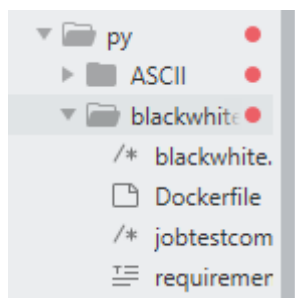 py
ASCII
blackwhite
/* blackwhite.
Dockerfile
/* jobtestcom
requiremer